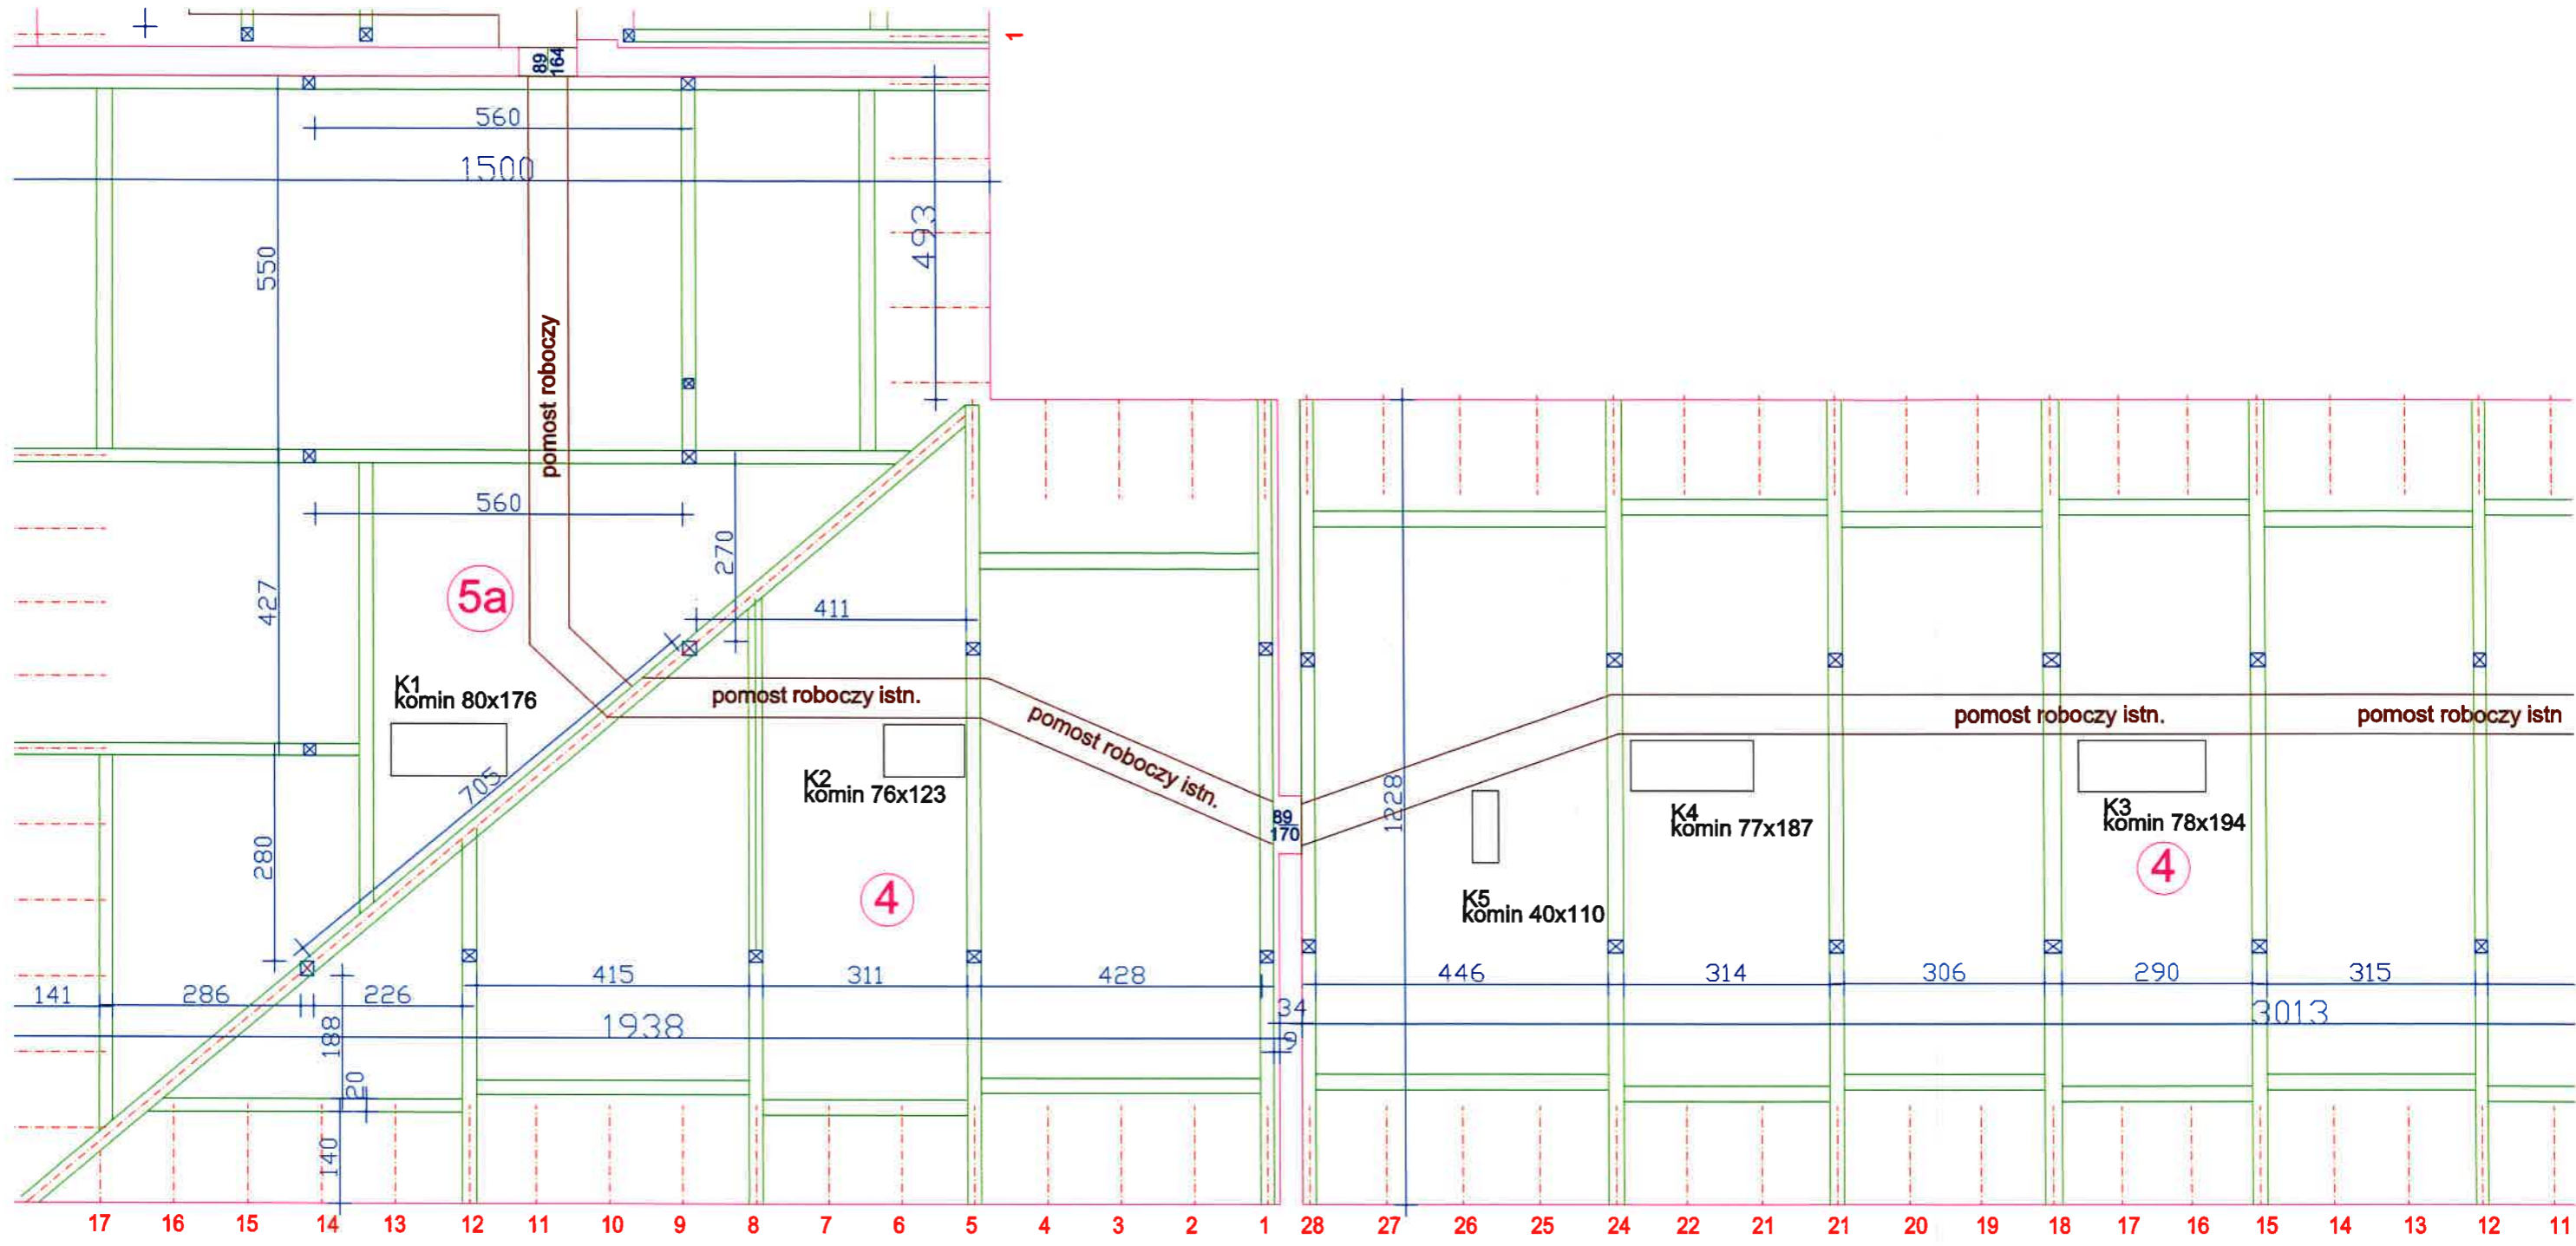 1
89
164
560
1500
493
550
pomost roboczy
560
270
427
5a
411
K1
komin 80x176
pomost roboczy istn.
pomost roboczy istn.
pomost roboczy istn.
pomost roboczy istn
K2
komin 76x123
705
1228
89
170
K4
komin 77x187
K3
komin 78x194
280
4
4
K5
komin 40x110
141
286
226
415
311
428
446
314
306
290
315
34
188
1938
9
3013
20
140
17 16 15 14 13 12 11 10 9 8 7 6 5 4 3 2 1 28 27 26 25 24 22 21 21 20 19 18 17 16 15 14 13 12 11